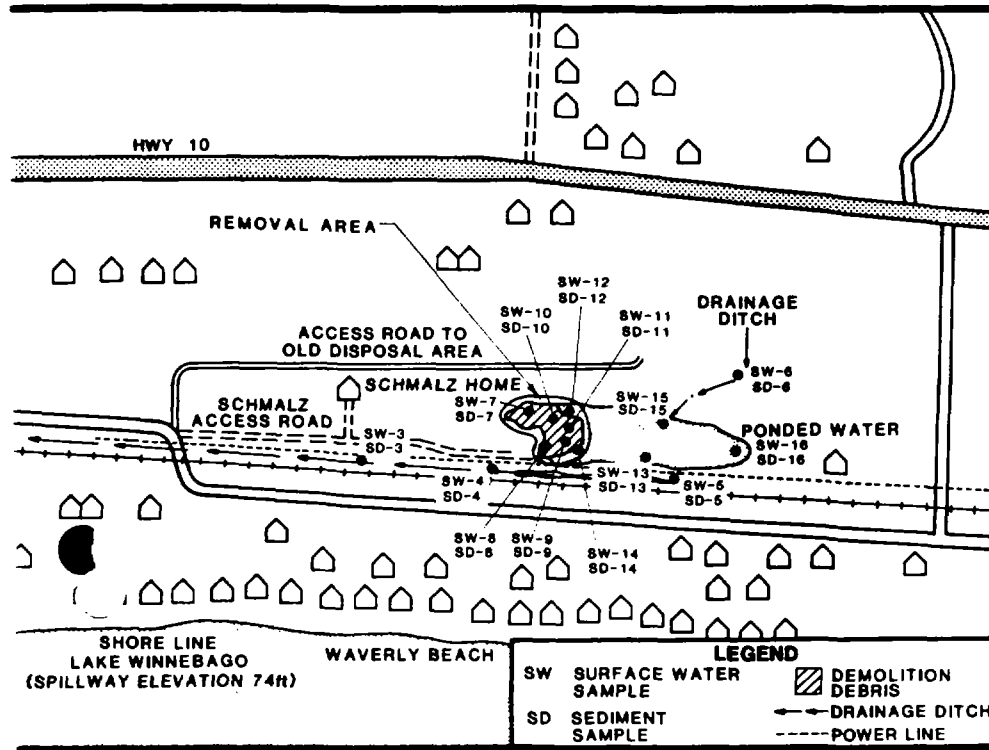 HWY 10
REMOVAL AREA
SW-12
SD-12
SW-10
SD-10
SW-11
SD-11
DRAINAGE
DITCH
ACCESS ROAD TO
OLD DISPOSAL AREA
SW-6
SD-6
SCHMALZ HOME
SW-7
SD-7
SW-15
SD-15
SCHMALZ
ACCESS ROAD
PONDED WATER
SW-3
SD-3
SW-16
SD-16
SW-4
SD-4
SW-13
SD-13
SW-5
SD-5
SW-8
SD-8
SW-9
SD-9
SW-14
SD-14
SHORE LINE
LAKE WINNEBAGO
(SPILLWAY ELEVATION 74ft)
WAVERLY BEACH
LEGEND
SW SURFACE WATER
SAMPLE
SD SEDIMENT
SAMPLE
DEMOLITION
DEBRIS
DRAINAGE DITCH
POWER LINE